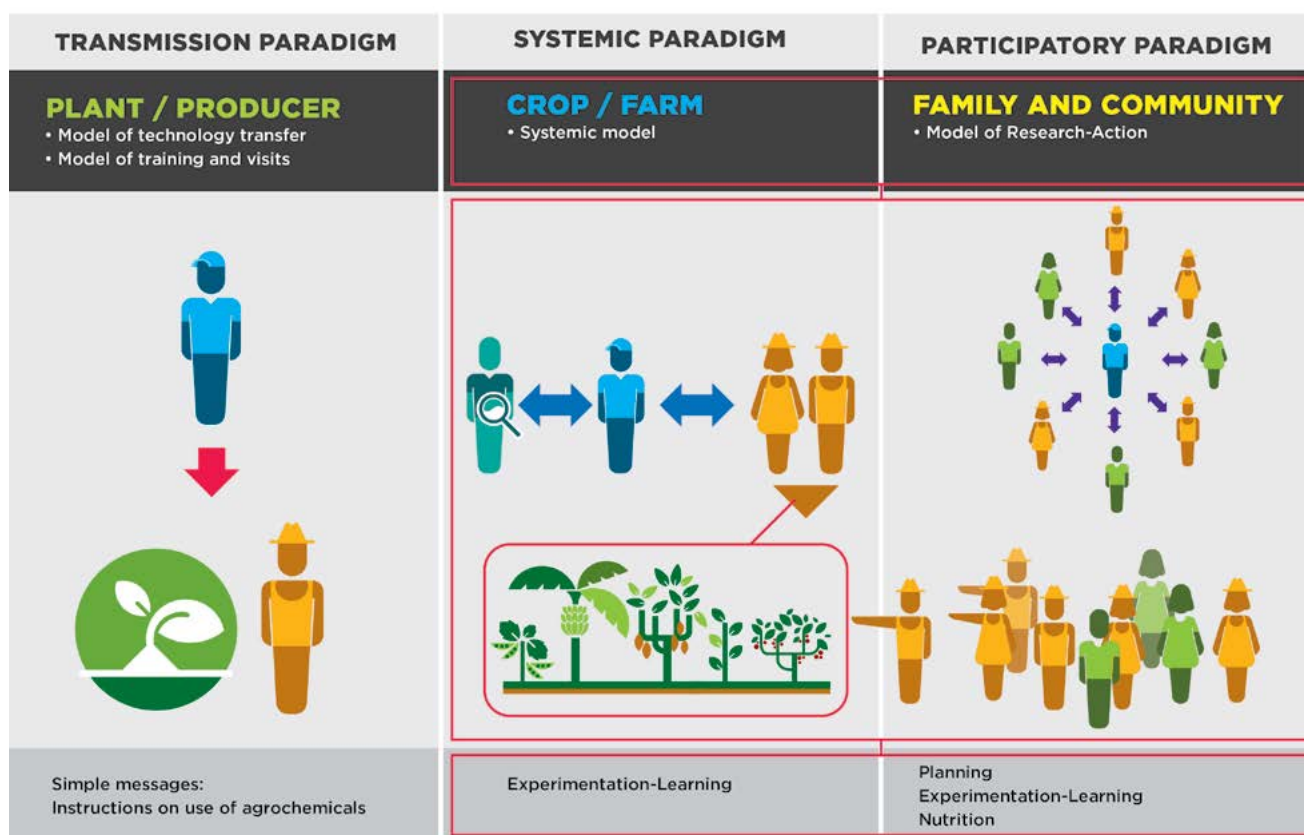 TRANSMISSION PARADIGM
PLANT / PRODUCER
• Model of technology transfer
• Model of training and visits
Simple messages:
Instructions on use of agrochemicals
SYSTEMIC PARADIGM
CROP / FARM
• Systemic model
Experimentation-Learning
PARTICIPATORY PARADIGM
FAMILY AND COMMUNITY
• Model of Research-Action
Planning
Experimentation-Learning
Nutrition